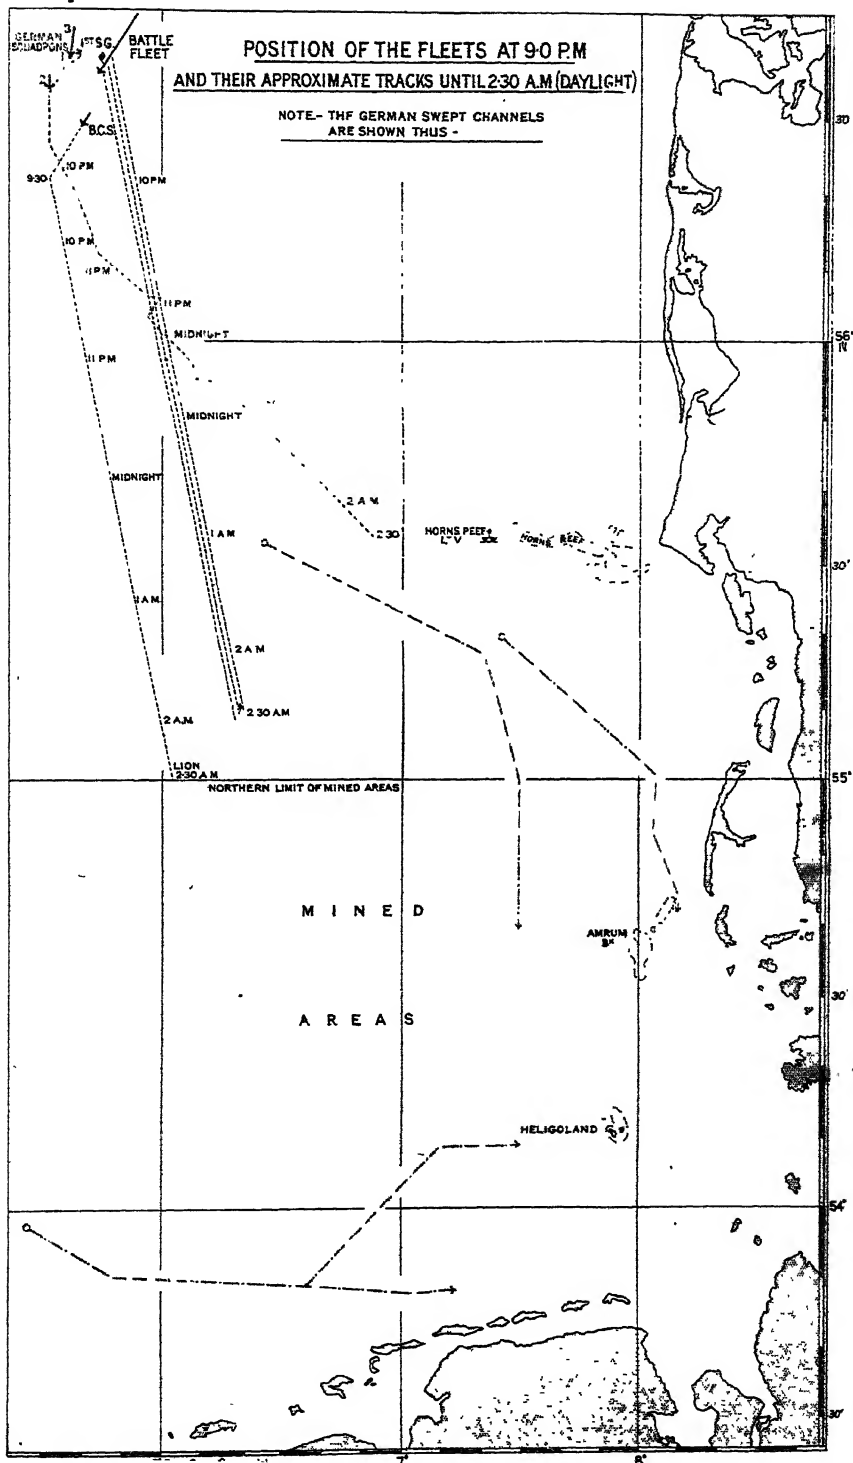 GERMAN
SQUADRONS
3
1ST S.G.
BATTLE
FLEET
POSITION OF THE FLEETS AT 9·0 P.M
AND THEIR APPROXIMATE TRACKS UNTIL 2·30 A.M (DAYLIGHT)
NOTE.- THE GERMAN SWEPT CHANNELS
ARE SHOWN THUS -
2
B.C.S.
30'
10 PM
9·30
10 PM
10 PM
11 PM
11 PM
MIDNIGHT
56°
N
11 PM
MIDNIGHT
MIDNIGHT
2 A M
2·30
HORNS REEF
L V
HORNS REEF
1 AM
30'
1 AM
2 A M
2 A.M
2 30 AM
LION
2·30 A M
55°
NORTHERN LIMIT OF MINED AREAS
M I N E D
AMRUM
BK
30'
A R E A S
HELIGOLAND
54°
30'
7°
8°